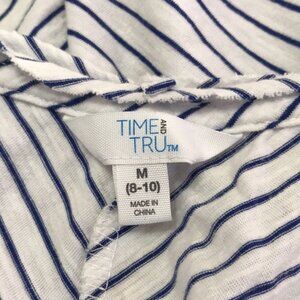 TIME AND
TRU™
M
(8-10)
MADE IN
CHINA